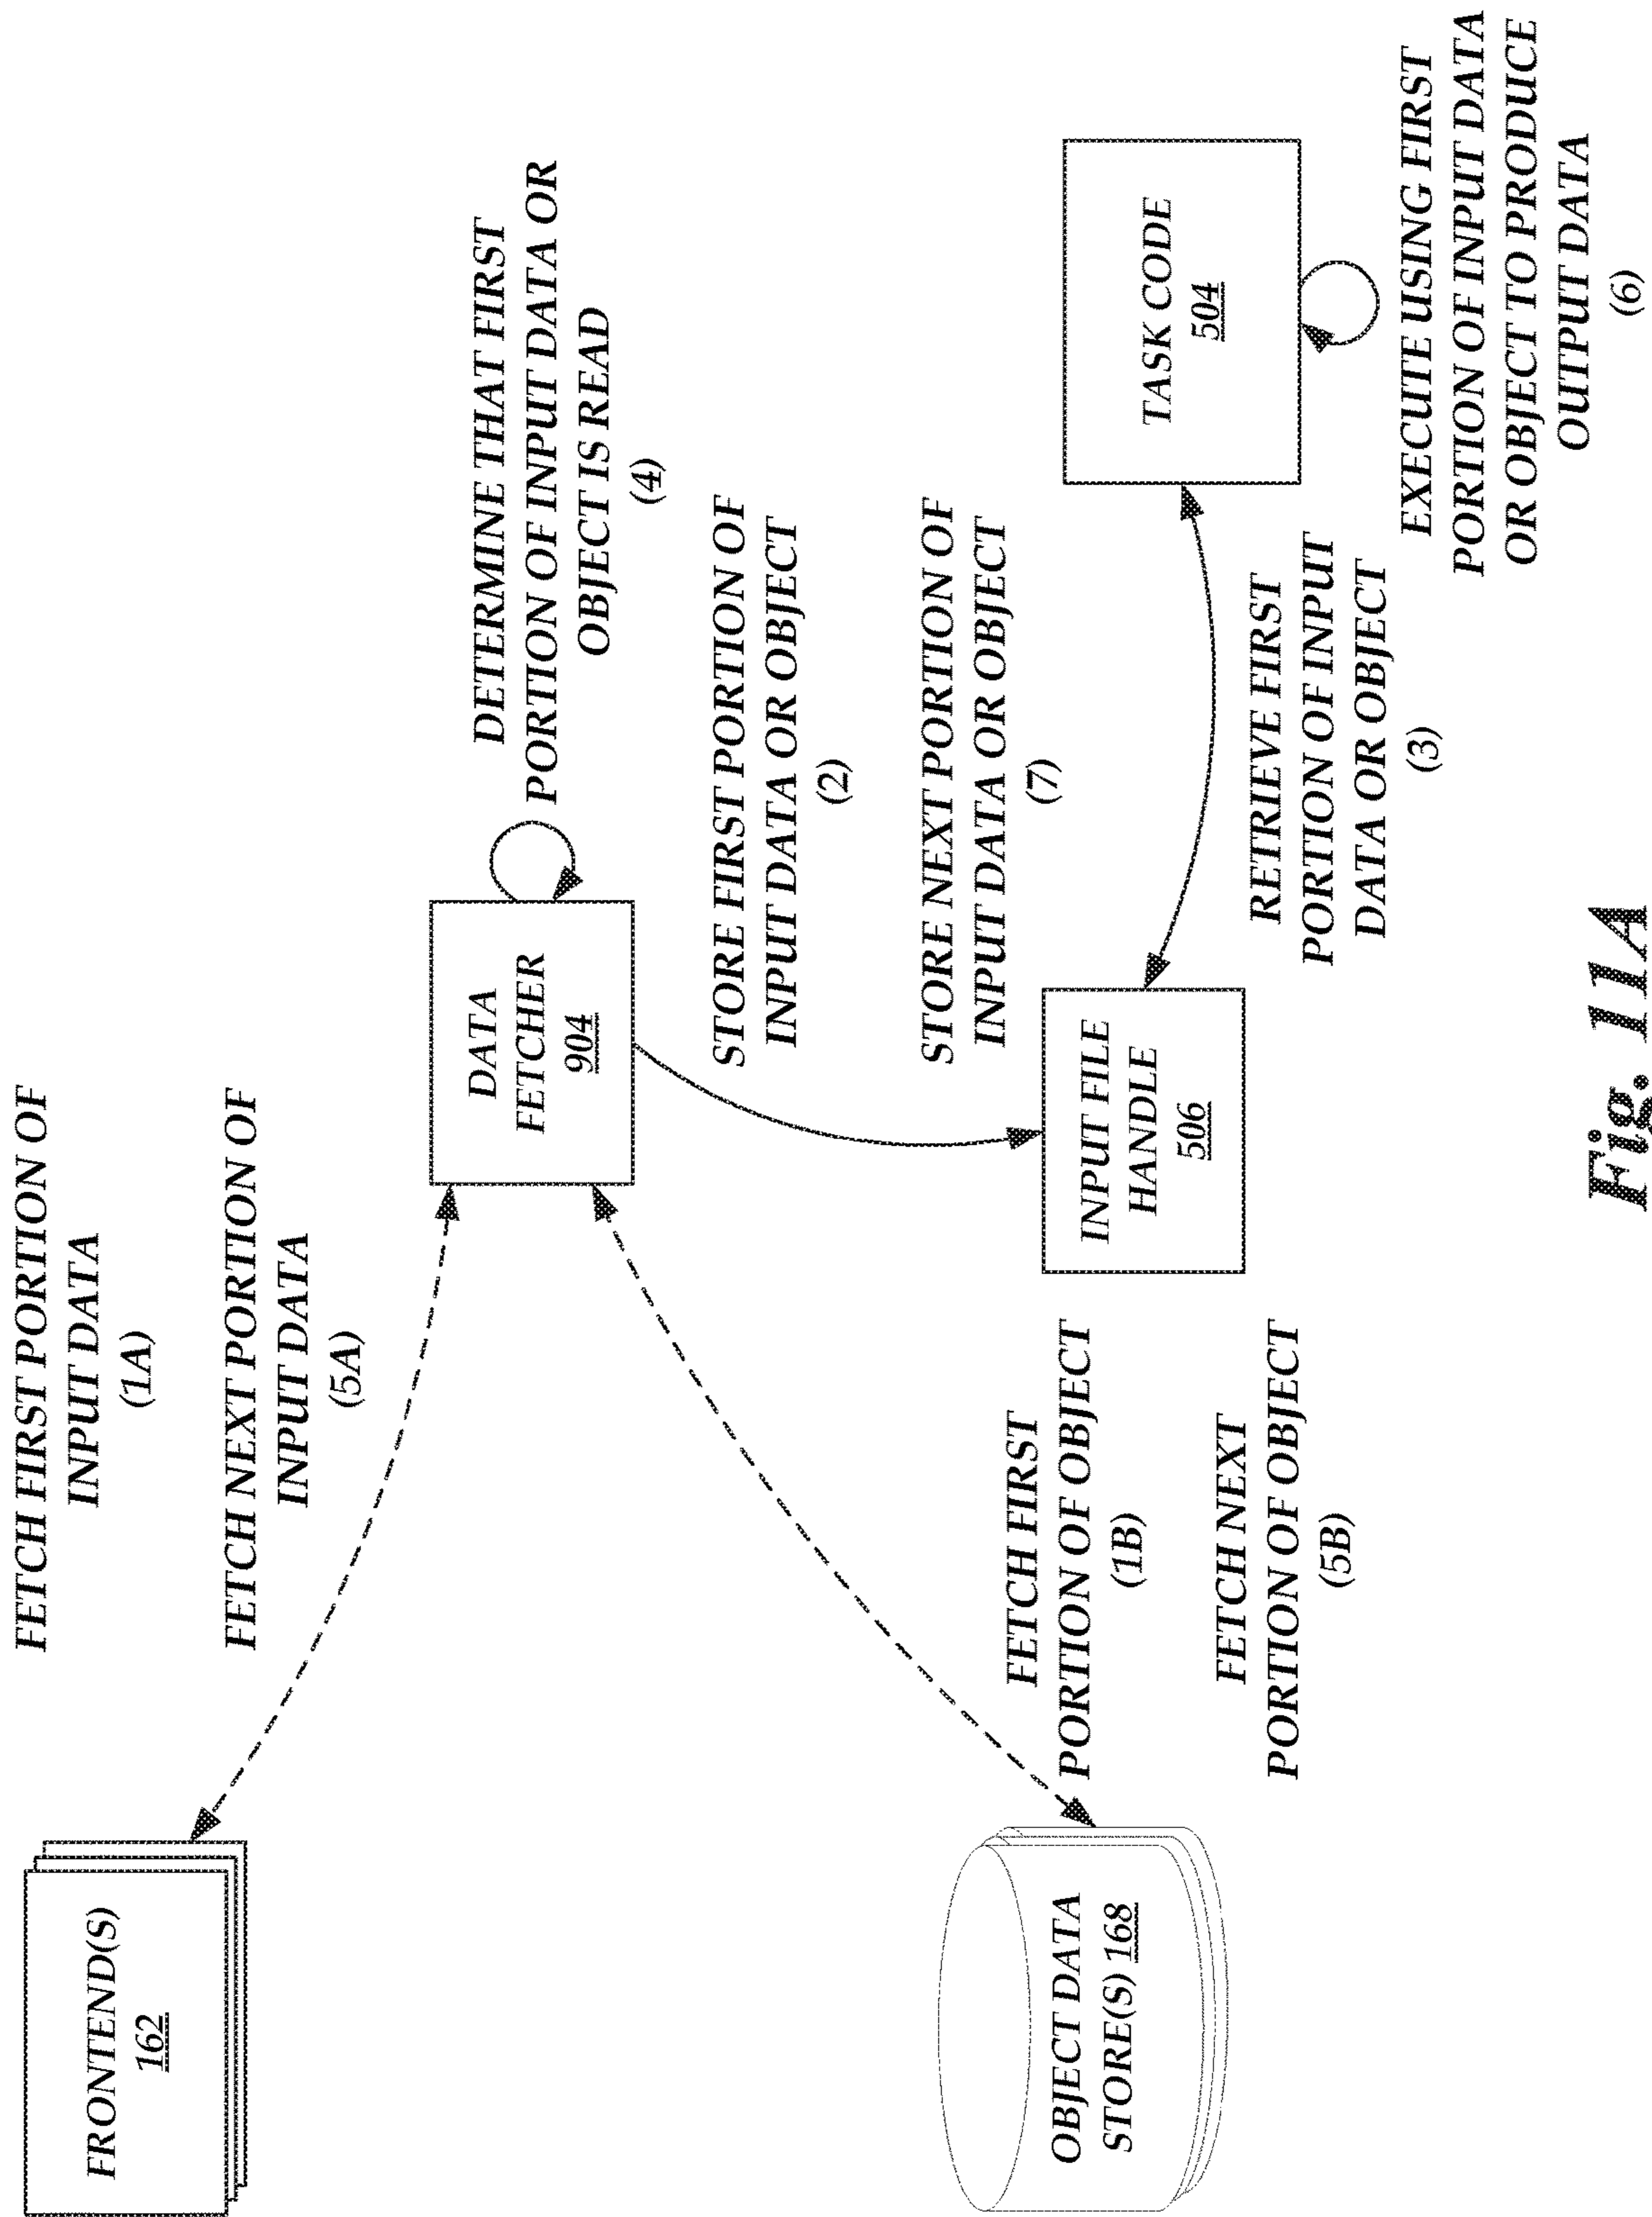 FETCH FIRST PORTION OF
INPUT DATA
(1A)
FETCH NEXT PORTION OF
INPUT DATA
(5A)
FRONTEND(S)
162
DATA
FETCHER
904
DETERMINE THAT FIRST
PORTION OF INPUT DATA OR
OBJECT IS READ
(4)
STORE FIRST PORTION OF
INPUT DATA OR OBJECT
(2)
STORE NEXT PORTION OF
INPUT DATA OR OBJECT
(7)
OBJECT DATA
STORE(S) 168
FETCH FIRST
PORTION OF OBJECT
(1B)
FETCH NEXT
PORTION OF OBJECT
(5B)
INPUT FILE
HANDLE
506
RETRIEVE FIRST
PORTION OF INPUT
DATA OR OBJECT
(3)
TASK CODE
504
EXECUTE USING FIRST
PORTION OF INPUT DATA
OR OBJECT TO PRODUCE
OUTPUT DATA
(6)
Fig. 11A